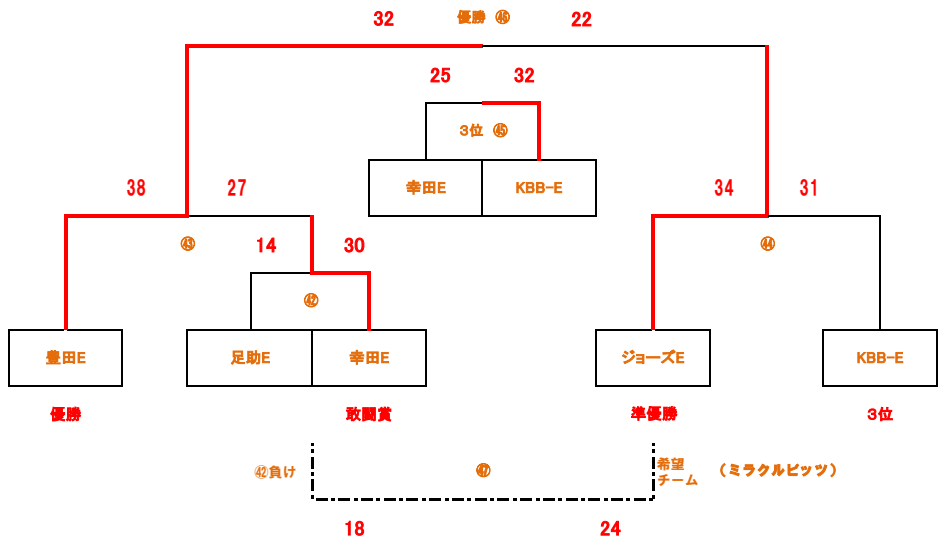 32 優勝 ㊻ 22
25 32
3位 ㊺
幸田E KBB-E
38 27 34 31
㊸ 14 30 ㊹
㊷
豊田E 足助E 幸田E ジョーズE KBB-E
優勝 敢闘賞 準優勝 3位
㊷負け ㊼ 希望 (ミラクルビッツ)
チーム
18 24